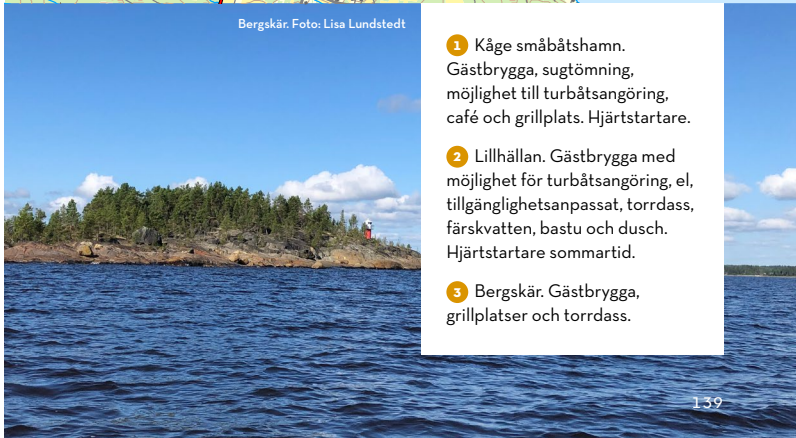 Bergskär. Foto: Lisa Lundstedt
1 Kåge småbåtshamn.
Gästbrygga, sugtömning,
möjlighet till turbåtsangöring,
café och grillplats. Hjärtstartare.
2 Lillhällan. Gästbrygga med
möjlighet för turbåtsangöring, el,
tillgänglighetsanpassat, torrdass,
färskvatten, bastu och dusch.
Hjärtstartare sommartid.
3 Bergskär. Gästbrygga,
grillplatser och torrdass.
139